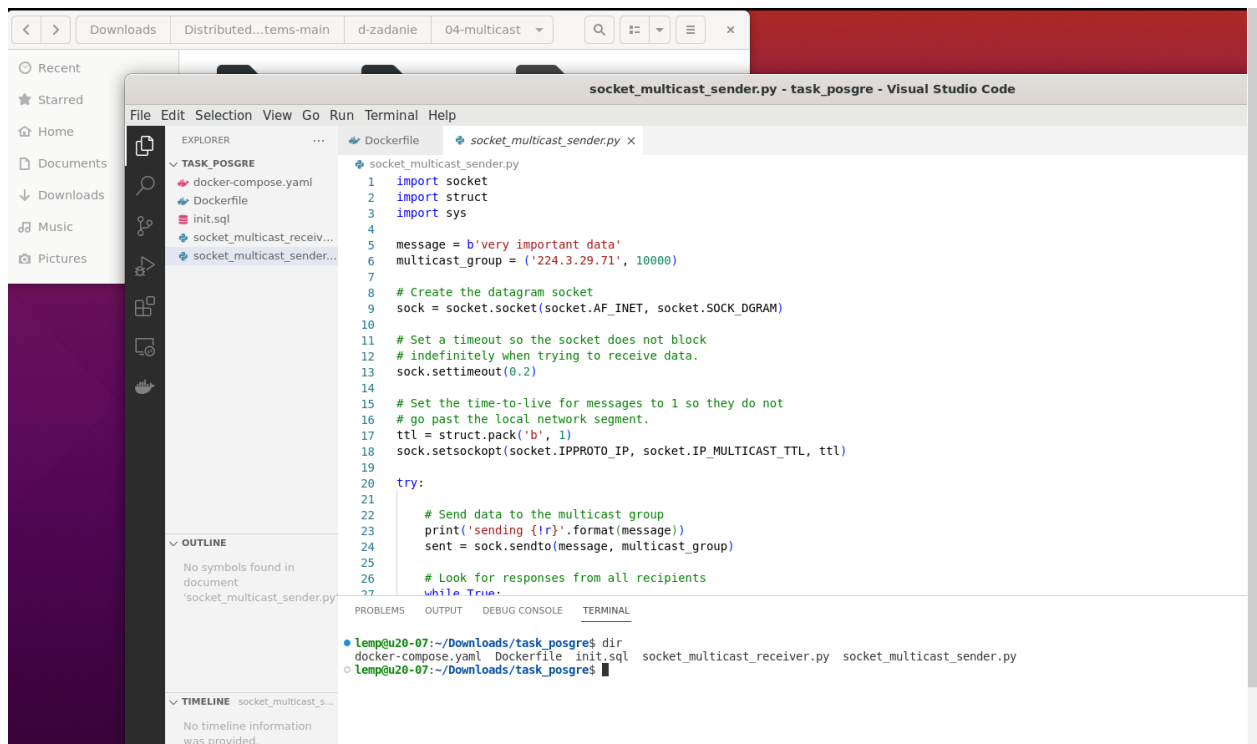 Downloads Distributed...tems-main d-zadanie 04-multicast
Recent
Starred
Home
Documents
Downloads
Music
Pictures
socket_multicast_sender.py - task_posgre - Visual Studio Code
File Edit Selection View Go Run Terminal Help
EXPLORER ...
TASK_POSGRE
docker-compose.yaml
Dockerfile
init.sql
socket_multicast_receiv...
socket_multicast_sender...
OUTLINE
No symbols found in
document
'socket_multicast_sender.py'
TIMELINE socket_multicast_s...
No timeline information
was provided.
Dockerfile socket_multicast_sender.py ×
socket_multicast_sender.py
1 import socket
2 import struct
3 import sys
4
5 message = b'very important data'
6 multicast_group = ('224.3.29.71', 10000)
7
8 # Create the datagram socket
9 sock = socket.socket(socket.AF_INET, socket.SOCK_DGRAM)
10
11 # Set a timeout so the socket does not block
12 # indefinitely when trying to receive data.
13 sock.settimeout(0.2)
14
15 # Set the time-to-live for messages to 1 so they do not
16 # go past the local network segment.
17 ttl = struct.pack('b', 1)
18 sock.setsockopt(socket.IPPROTO_IP, socket.IP_MULTICAST_TTL, ttl)
19
20 try:
21
22 # Send data to the multicast group
23 print('sending {!r}'.format(message))
24 sent = sock.sendto(message, multicast_group)
25
26 # Look for responses from all recipients
27 while True:
PROBLEMS OUTPUT DEBUG CONSOLE TERMINAL
lemp@u20-07:~/Downloads/task_posgre$ dir
docker-compose.yaml Dockerfile init.sql socket_multicast_receiver.py socket_multicast_sender.py
lemp@u20-07:~/Downloads/task_posgre$